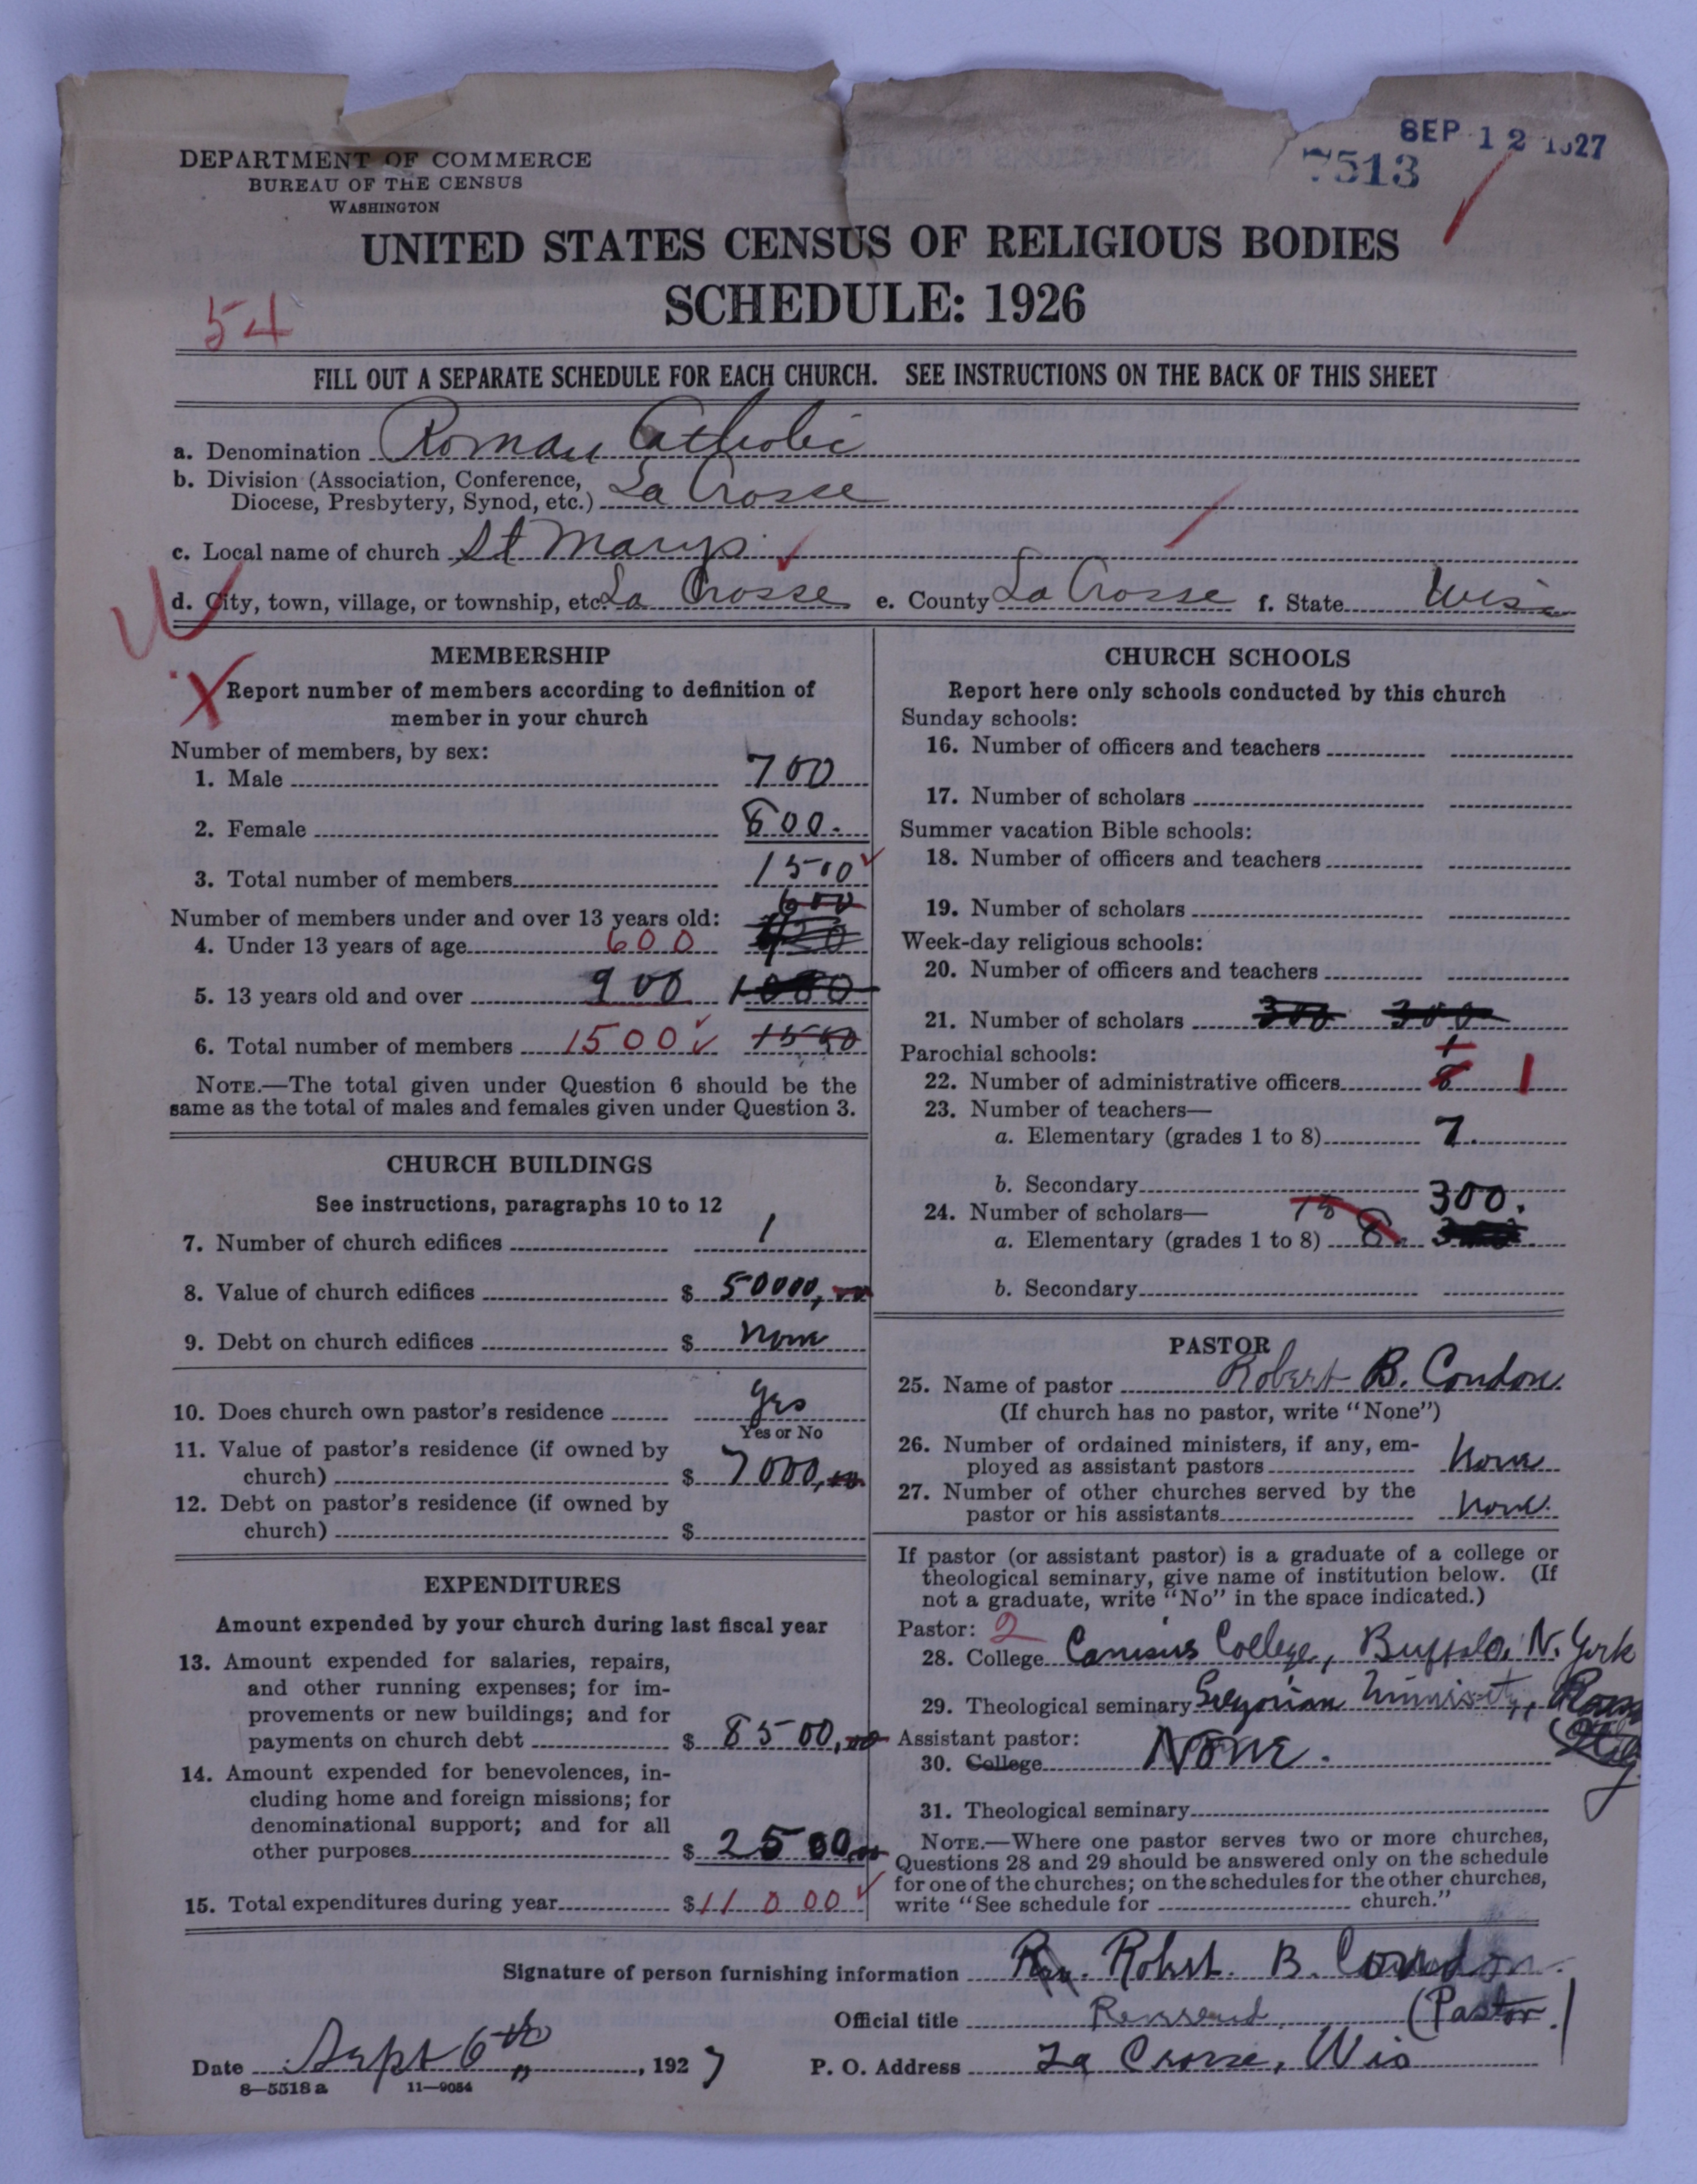 SEP 12 1927
7513
DEPARTMENT OF COMMERCE
BUREAU OF THE CENSUS
WASHINGTON
UNITED STATES CENSUS OF RELIGIOUS BODIES
SCHEDULE: 1926
54
FILL OUT A SEPARATE SCHEDULE FOR EACH CHURCH. SEE INSTRUCTIONS ON THE BACK OF THIS SHEET
a. Denomination Roman Catholic
b. Division (Association, Conference,
Diocese, Presbytery, Synod, etc.) La Crosse
c. Local name of church St Marys
d. City, town, village, or township, etc. La Crosse e. County La Crosse f. State Wis
MEMBERSHIP
Report number of members according to definition of
member in your church
Number of members, by sex:
1. Male 700
2. Female 800.
3. Total number of members 1500
600
Number of members under and over 13 years old:
4. Under 13 years of age 600
5. 13 years old and over 900 1000
6. Total number of members 1500 1500
NOTE.—The total given under Question 6 should be the
same as the total of males and females given under Question 3.
CHURCH BUILDINGS
See instructions, paragraphs 10 to 12
7. Number of church edifices 1
8. Value of church edifices $ 50000,00
9. Debt on church edifices $ None
10. Does church own pastor's residence yes
Yes or No
11. Value of pastor's residence (if owned by
church) $ 7000,00
12. Debt on pastor's residence (if owned by
church) $
EXPENDITURES
Amount expended by your church during last fiscal year
13. Amount expended for salaries, repairs,
and other running expenses; for im-
provements or new buildings; and for
payments on church debt $ 8500,00
14. Amount expended for benevolences, in-
cluding home and foreign missions; for
denominational support; and for all
other purposes $ 2500,00
15. Total expenditures during year $ 11000
CHURCH SCHOOLS
Report here only schools conducted by this church
Sunday schools:
16. Number of officers and teachers
17. Number of scholars
Summer vacation Bible schools:
18. Number of officers and teachers
19. Number of scholars
Week-day religious schools:
20. Number of officers and teachers
21. Number of scholars 300 300
Parochial schools:
1
22. Number of administrative officers 8 1
23. Number of teachers—
a. Elementary (grades 1 to 8) 7.
b. Secondary
24. Number of scholars— 300.
a. Elementary (grades 1 to 8) 8.
b. Secondary
PASTOR
25. Name of pastor Robert B. Condon.
(If church has no pastor, write "None")
26. Number of ordained ministers, if any, em-
ployed as assistant pastors None
27. Number of other churches served by the
pastor or his assistants None.
If pastor (or assistant pastor) is a graduate of a college or
theological seminary, give name of institution below. (If
not a graduate, write "No" in the space indicated.)
Pastor: 2
28. College Canisius College, Buffalo, N. York
29. Theological seminary Gregorian University, Rome
Italy
Assistant pastor:
30. College None.
31. Theological seminary
NOTE.—Where one pastor serves two or more churches,
Questions 28 and 29 should be answered only on the schedule
for one of the churches; on the schedules for the other churches,
write "See schedule for church."
Signature of person furnishing information Rev. Robt. B. Condon.
Official title Reverend (Pastor.)
Date Sept 6th, 1927 P. O. Address La Crosse, Wis
8—5518 a 11—9054